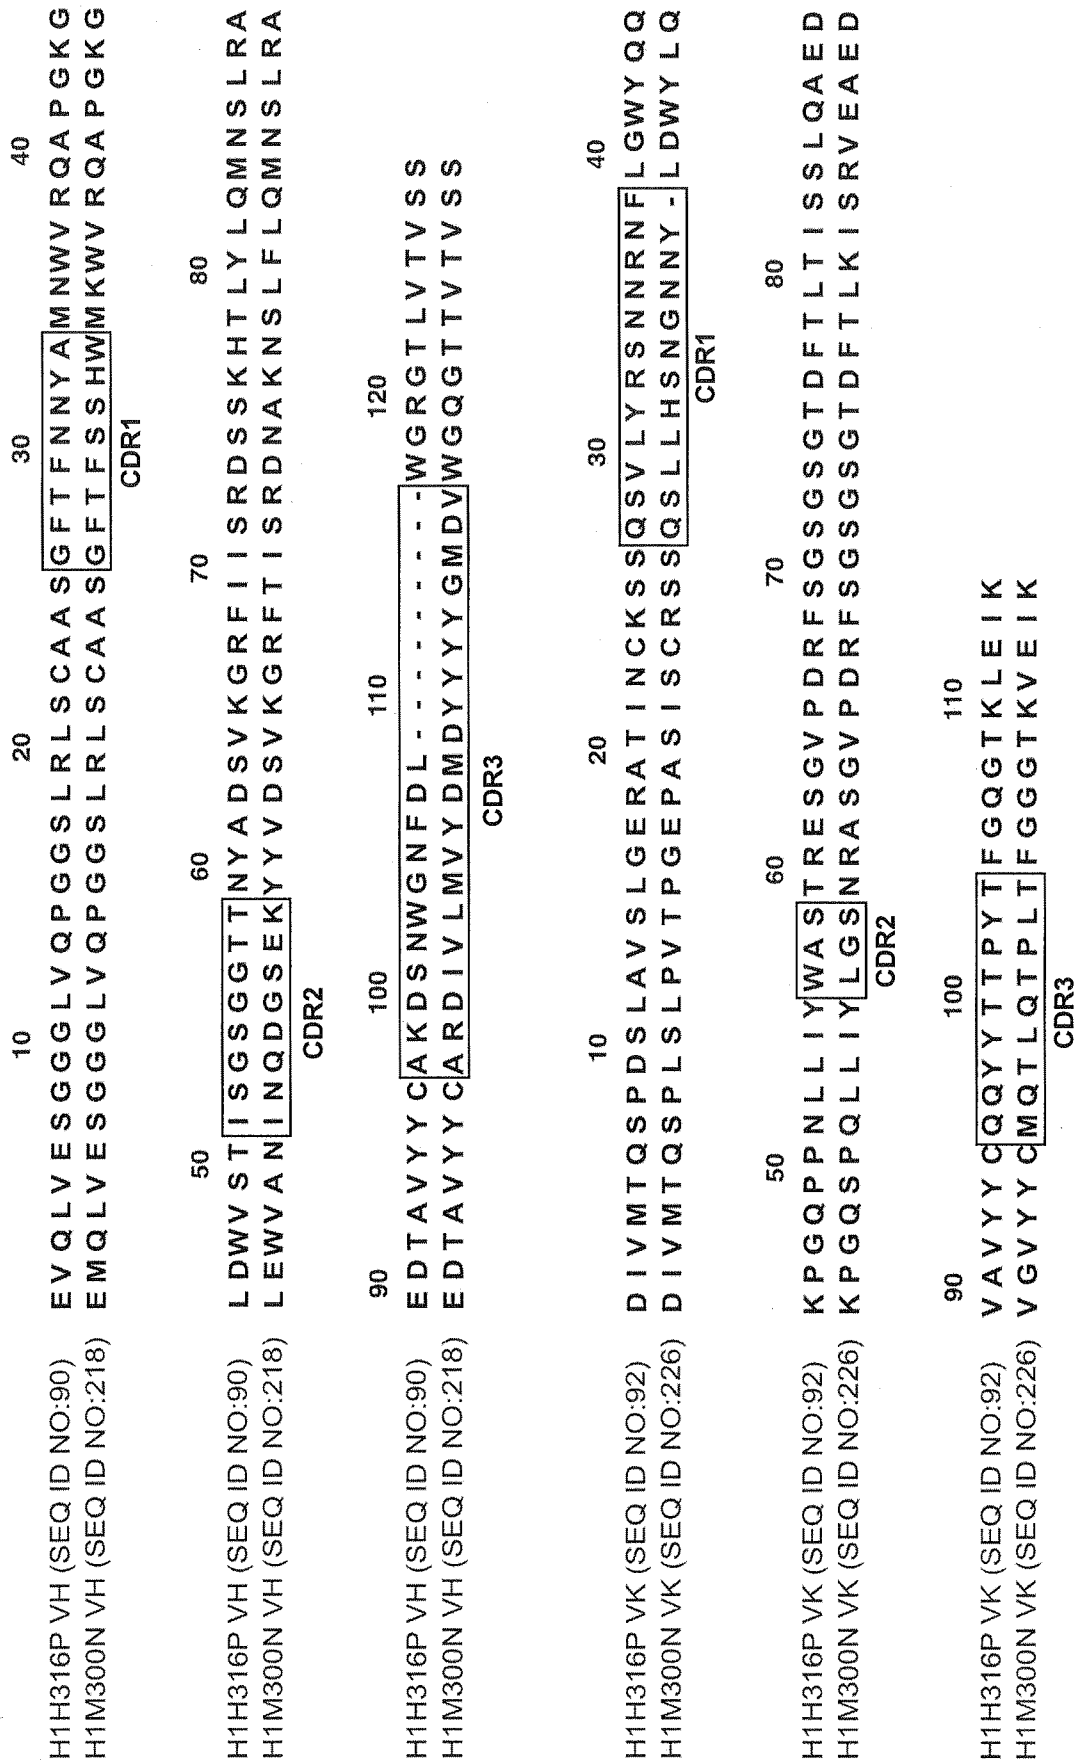 10 20 30 40
H1H316P VH (SEQ ID NO:90) E V Q L V E S G G G L V Q P G G S L R L S C A A S G F T F N N Y A M N W V R Q A P G K G
H1M300N VH (SEQ ID NO:218) E M Q L V E S G G G L V Q P G G S L R L S C A A S G F T F S S H W M K W V R Q A P G K G
CDR1
50 60 70 80
H1H316P VH (SEQ ID NO:90) L D W V S T I S G S G G T T N Y A D S V K G R F I I S R D S S K H T L Y L Q M N S L R A
H1M300N VH (SEQ ID NO:218) L E W V A N I N Q D G S E K Y Y V D S V K G R F T I S R D N A K N S L F L Q M N S L R A
CDR2
90 100 110 120
H1H316P VH (SEQ ID NO:90) E D T A V Y Y C A K D S N W G N F D L - - - - - - - - W G R G T L V T V S S
H1M300N VH (SEQ ID NO:218) E D T A V Y Y C A R D I V L M V Y D M D Y Y Y Y G M D V W G Q G T T V T V S S
CDR3
10 20 30 40
H1H316P VK (SEQ ID NO:92) D I V M T Q S P D S L A V S L G E R A T I N C K S S Q S V L Y R S N N R N F L G W Y Q Q
H1M300N VK (SEQ ID NO:226) D I V M T Q S P L S L P V T P G E P A S I S C R S S Q S L L H S N G N N Y - L D W Y L Q
CDR1
50 60 70 80
H1H316P VK (SEQ ID NO:92) K P G Q P P N L L I Y W A S T R E S G V P D R F S G S G S G T D F T L T I S S L Q A E D
H1M300N VK (SEQ ID NO:226) K P G Q S P Q L L I Y L G S N R A S G V P D R F S G S G S G T D F T L K I S R V E A E D
CDR2
90 100 110
H1H316P VK (SEQ ID NO:92) V A V Y Y C Q Q Y Y T T P Y T F G Q G T K L E I K
H1M300N VK (SEQ ID NO:226) V G V Y Y C M Q T L Q T P L T F G G G T K V E I K
CDR3